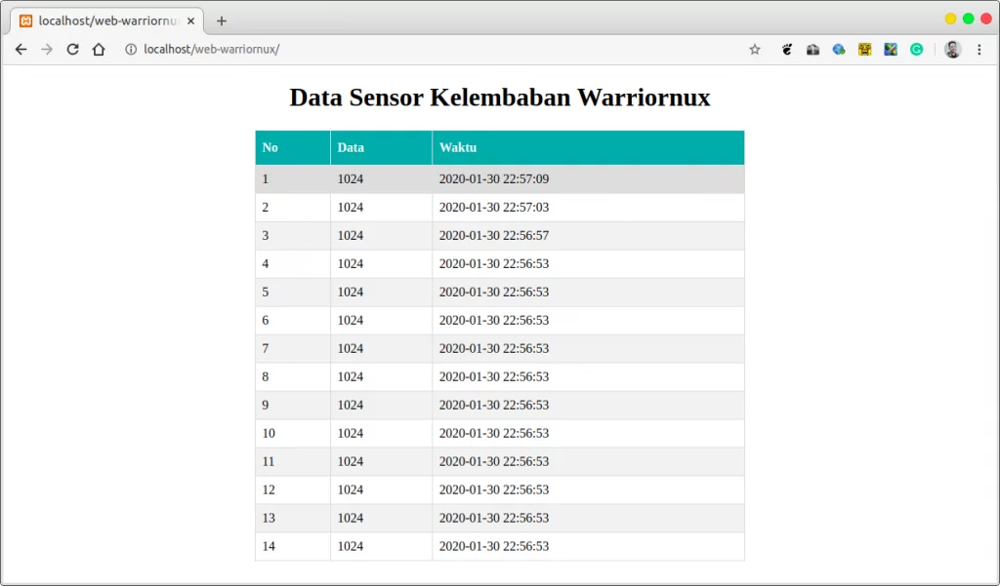 localhost/web-warriornu
localhost/web-warriornux/
Data Sensor Kelembaban Warriornux
No Data Waktu
1 1024 2020-01-30 22:57:09
2 1024 2020-01-30 22:57:03
3 1024 2020-01-30 22:56:57
4 1024 2020-01-30 22:56:53
5 1024 2020-01-30 22:56:53
6 1024 2020-01-30 22:56:53
7 1024 2020-01-30 22:56:53
8 1024 2020-01-30 22:56:53
9 1024 2020-01-30 22:56:53
10 1024 2020-01-30 22:56:53
11 1024 2020-01-30 22:56:53
12 1024 2020-01-30 22:56:53
13 1024 2020-01-30 22:56:53
14 1024 2020-01-30 22:56:53